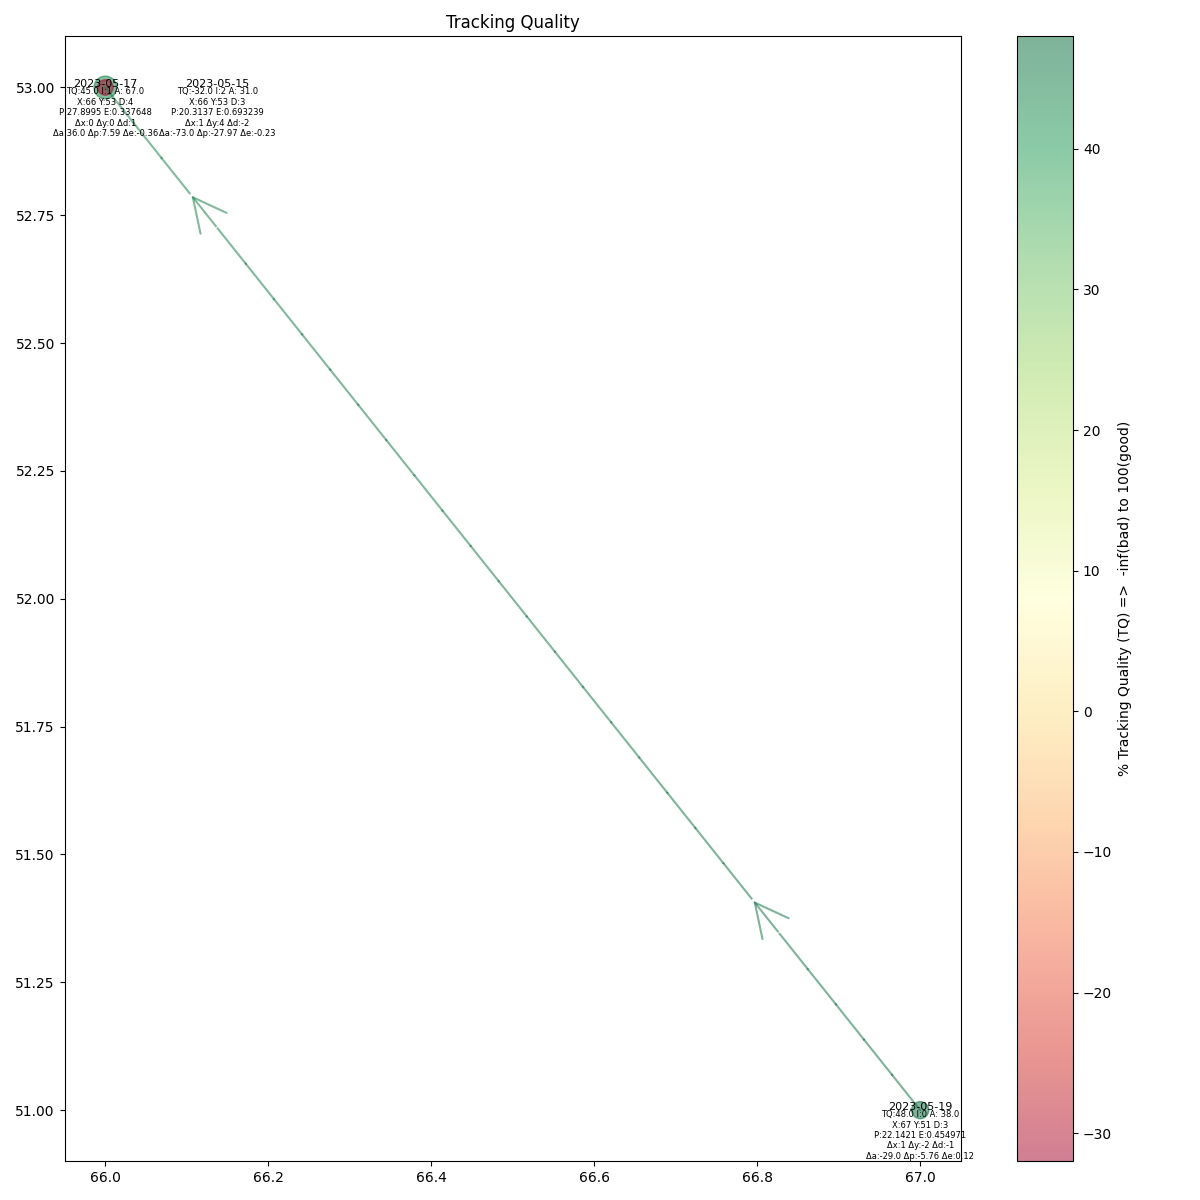 Tracking Quality
2023-05-17
TQ:45.0 I:1 A: 67.0
X:66 Y:53 D:4
P:27.8995 E:0.337648
Δx:0 Δy:0 Δd:1
Δa:36.0 Δp:7.59 Δe:-0.36
2023-05-15
TQ:-32.0 I:2 A: 31.0
X:66 Y:53 D:3
P:20.3137 E:0.693239
Δx:1 Δy:4 Δd:-2
Δa:-73.0 Δp:-27.97 Δe:-0.23
2023-05-19
TQ:48.0 I:0 A: 38.0
X:67 Y:51 D:3
P:22.1421 E:0.454971
Δx:1 Δy:-2 Δd:-1
Δa:-29.0 Δp:-5.76 Δe:0.12
53.00
52.75
52.50
52.25
52.00
51.75
51.50
51.25
51.00
66.0
66.2
66.4
66.6
66.8
67.0
40
30
20
10
0
−10
−20
−30
% Tracking Quality (TQ) => -inf(bad) to 100(good)